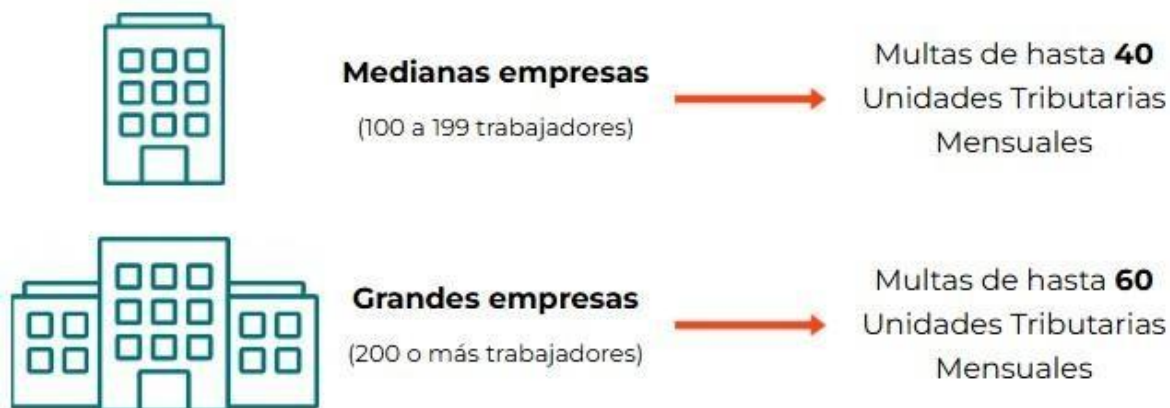 Medianas empresas
(100 a 199 trabajadores)
Multas de hasta 40
Unidades Tributarias
Mensuales
Grandes empresas
(200 o más trabajadores)
Multas de hasta 60
Unidades Tributarias
Mensuales